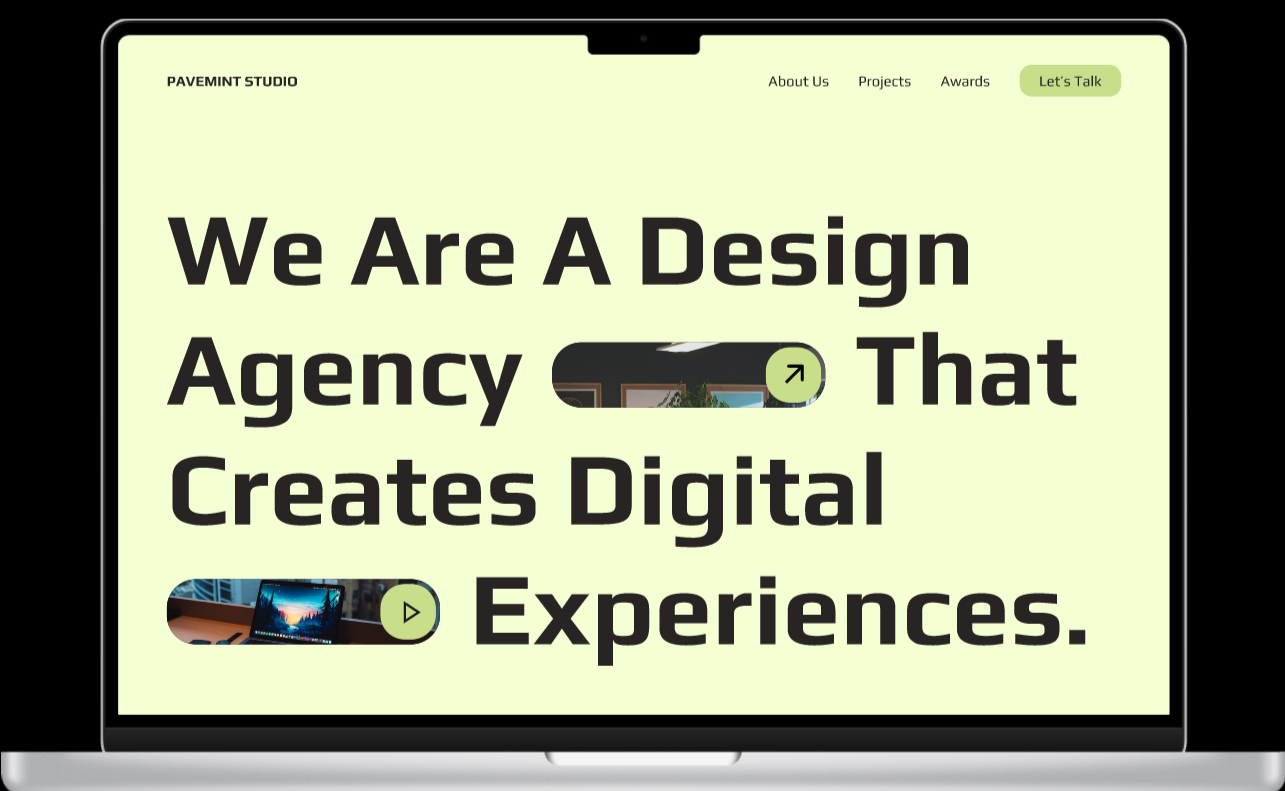 PAVEMINT STUDIO
About Us Projects Awards Let's Talk
We Are A Design
Agency That
Creates Digital
Experiences.